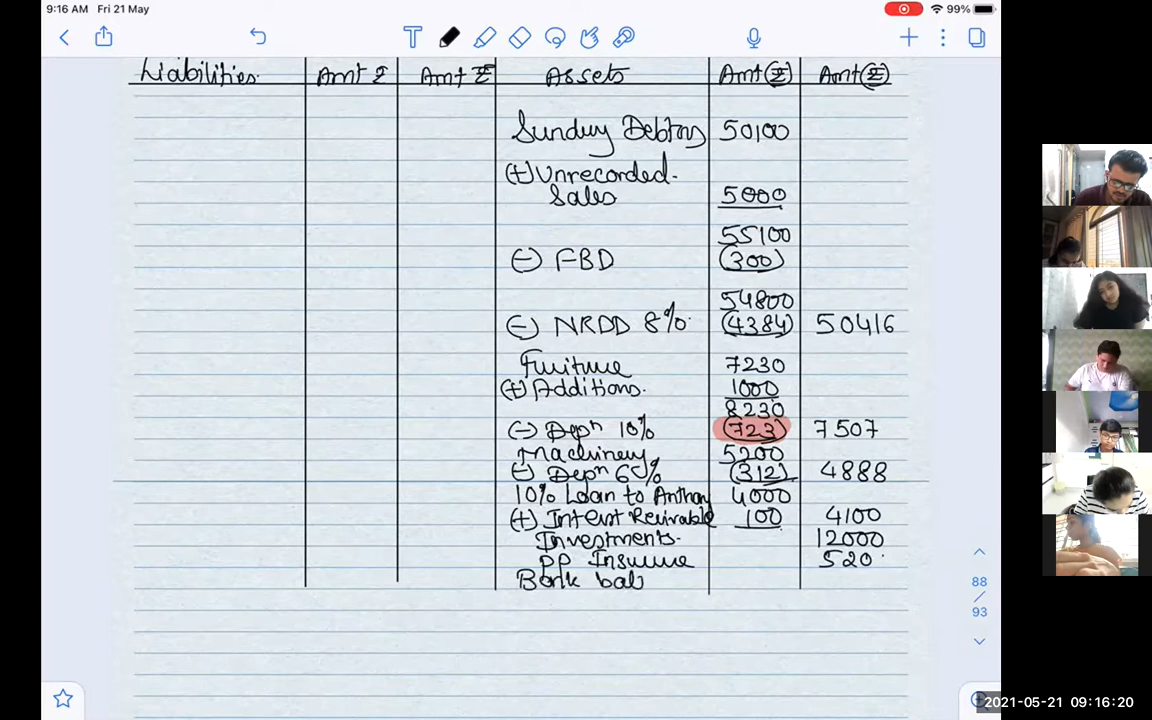 9:16 AM Fri 21 May 99%
Liabilities. Amt ₹ Amt ₹ Assets Amt(₹) Amt(₹)
Sundry Debtors 50100
(+) Unrecorded.
Sales 5000
55100
(-) FBD (300)
54800
(-) NRDD 8%. (4384) 50416
Furniture 7230
(+) Additions. 1000
8230
(-) Depn 10% (723) 7507
Machinery 5200
(-) Depn 6% (312) 4888
10% Loan to Anthony 4000
(+) Interest Receivable 100 4100
Investments. 12000
PP Insurance 520
Bank bal
88
/
93
2021-05-21 09:16:20